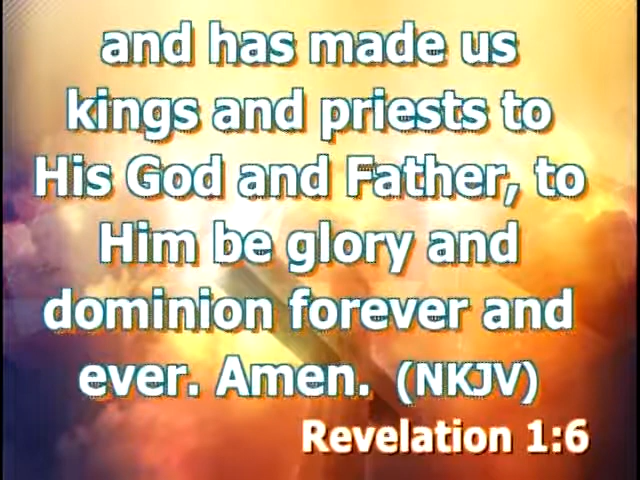 and has made us
kings and priests to
His God and Father, to
Him be glory and
dominion forever and
ever. Amen. (NKJV)
Revelation 1:6